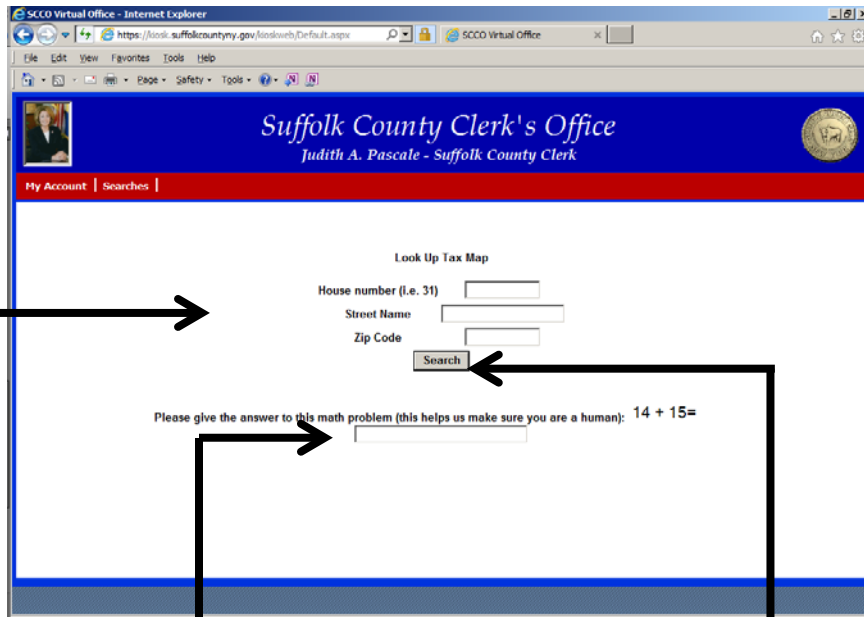 SCCO Virtual Office - Internet Explorer
https://kiosk.suffolkcountyny.gov/kioskweb/Default.aspx
SCCO Virtual Office
File Edit View Favorites Tools Help
Page Safety Tools
Suffolk County Clerk's Office
Judith A. Pascale - Suffolk County Clerk
My Account | Searches |
Look Up Tax Map
House number (i.e. 31)
Street Name
Zip Code
Search
Please give the answer to this math problem (this helps us make sure you are a human): 14 + 15=